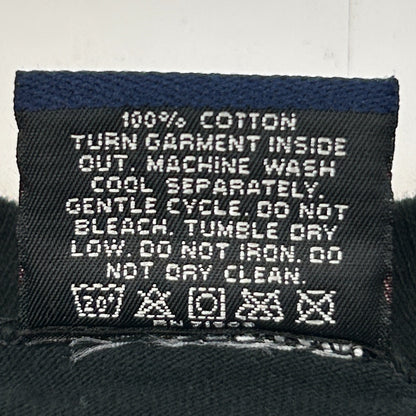 100% COTTON
TURN GARMENT INSIDE
OUT. MACHINE WASH
COOL SEPARATELY.
GENTLE CYCLE. DO NOT
BLEACH. TUMBLE DRY
LOW. DO NOT IRON. DO
NOT DRY CLEAN.
20°